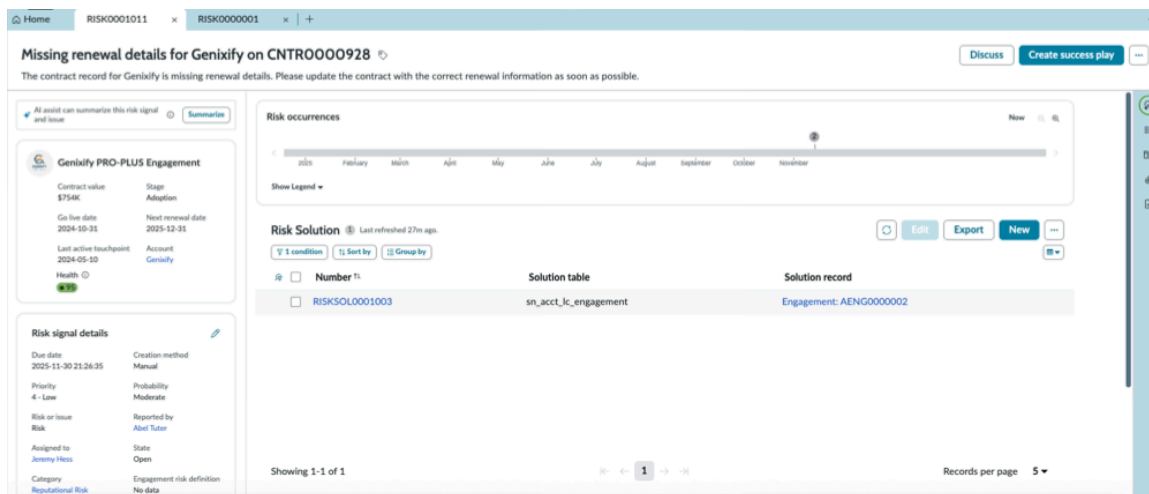 Home RISK0001011 × RISK0000001 × +
Missing renewal details for Genixify on CNTR0000928
Discuss Create success play ...
The contract record for Genixify is missing renewal details. Please update the contract with the correct renewal information as soon as possible.
AI assist can summarize this risk signal and issue
Summarize
Genixify PRO-PLUS Engagement
Contract value Stage
$754K Adoption
Go live date Next renewal date
2024-10-31 2025-12-31
Last active touchpoint Account
2024-05-10 Genixify
Health
95
Risk signal details
Due date Creation method
2025-11-30 21:26:35 Manual
Priority Probability
4 - Low Moderate
Risk or issue Reported by
Risk Abel Tuter
Assigned to State
Jeremy Hess Open
Category Engagement risk definition
Reputational Risk No data
Risk occurrences Now
2
2025 February March April May June July August September October November
Show Legend
Risk Solution 1 Last refreshed 27m ago.
Edit Export New ...
1 condition Sort by Group by
Number Solution table Solution record
RISKSOL0001003 sn_acct_lc_engagement Engagement: AENG0000002
Showing 1-1 of 1 1 Records per page 5